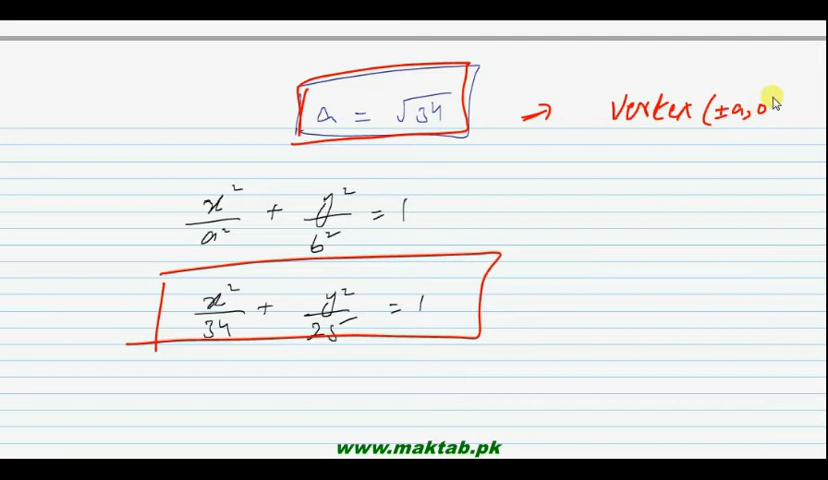 a = √34 → Vertex (±a, 0
x²/a² + y²/b² = 1
x²/34 + y²/25 = 1
www.maktab.pk